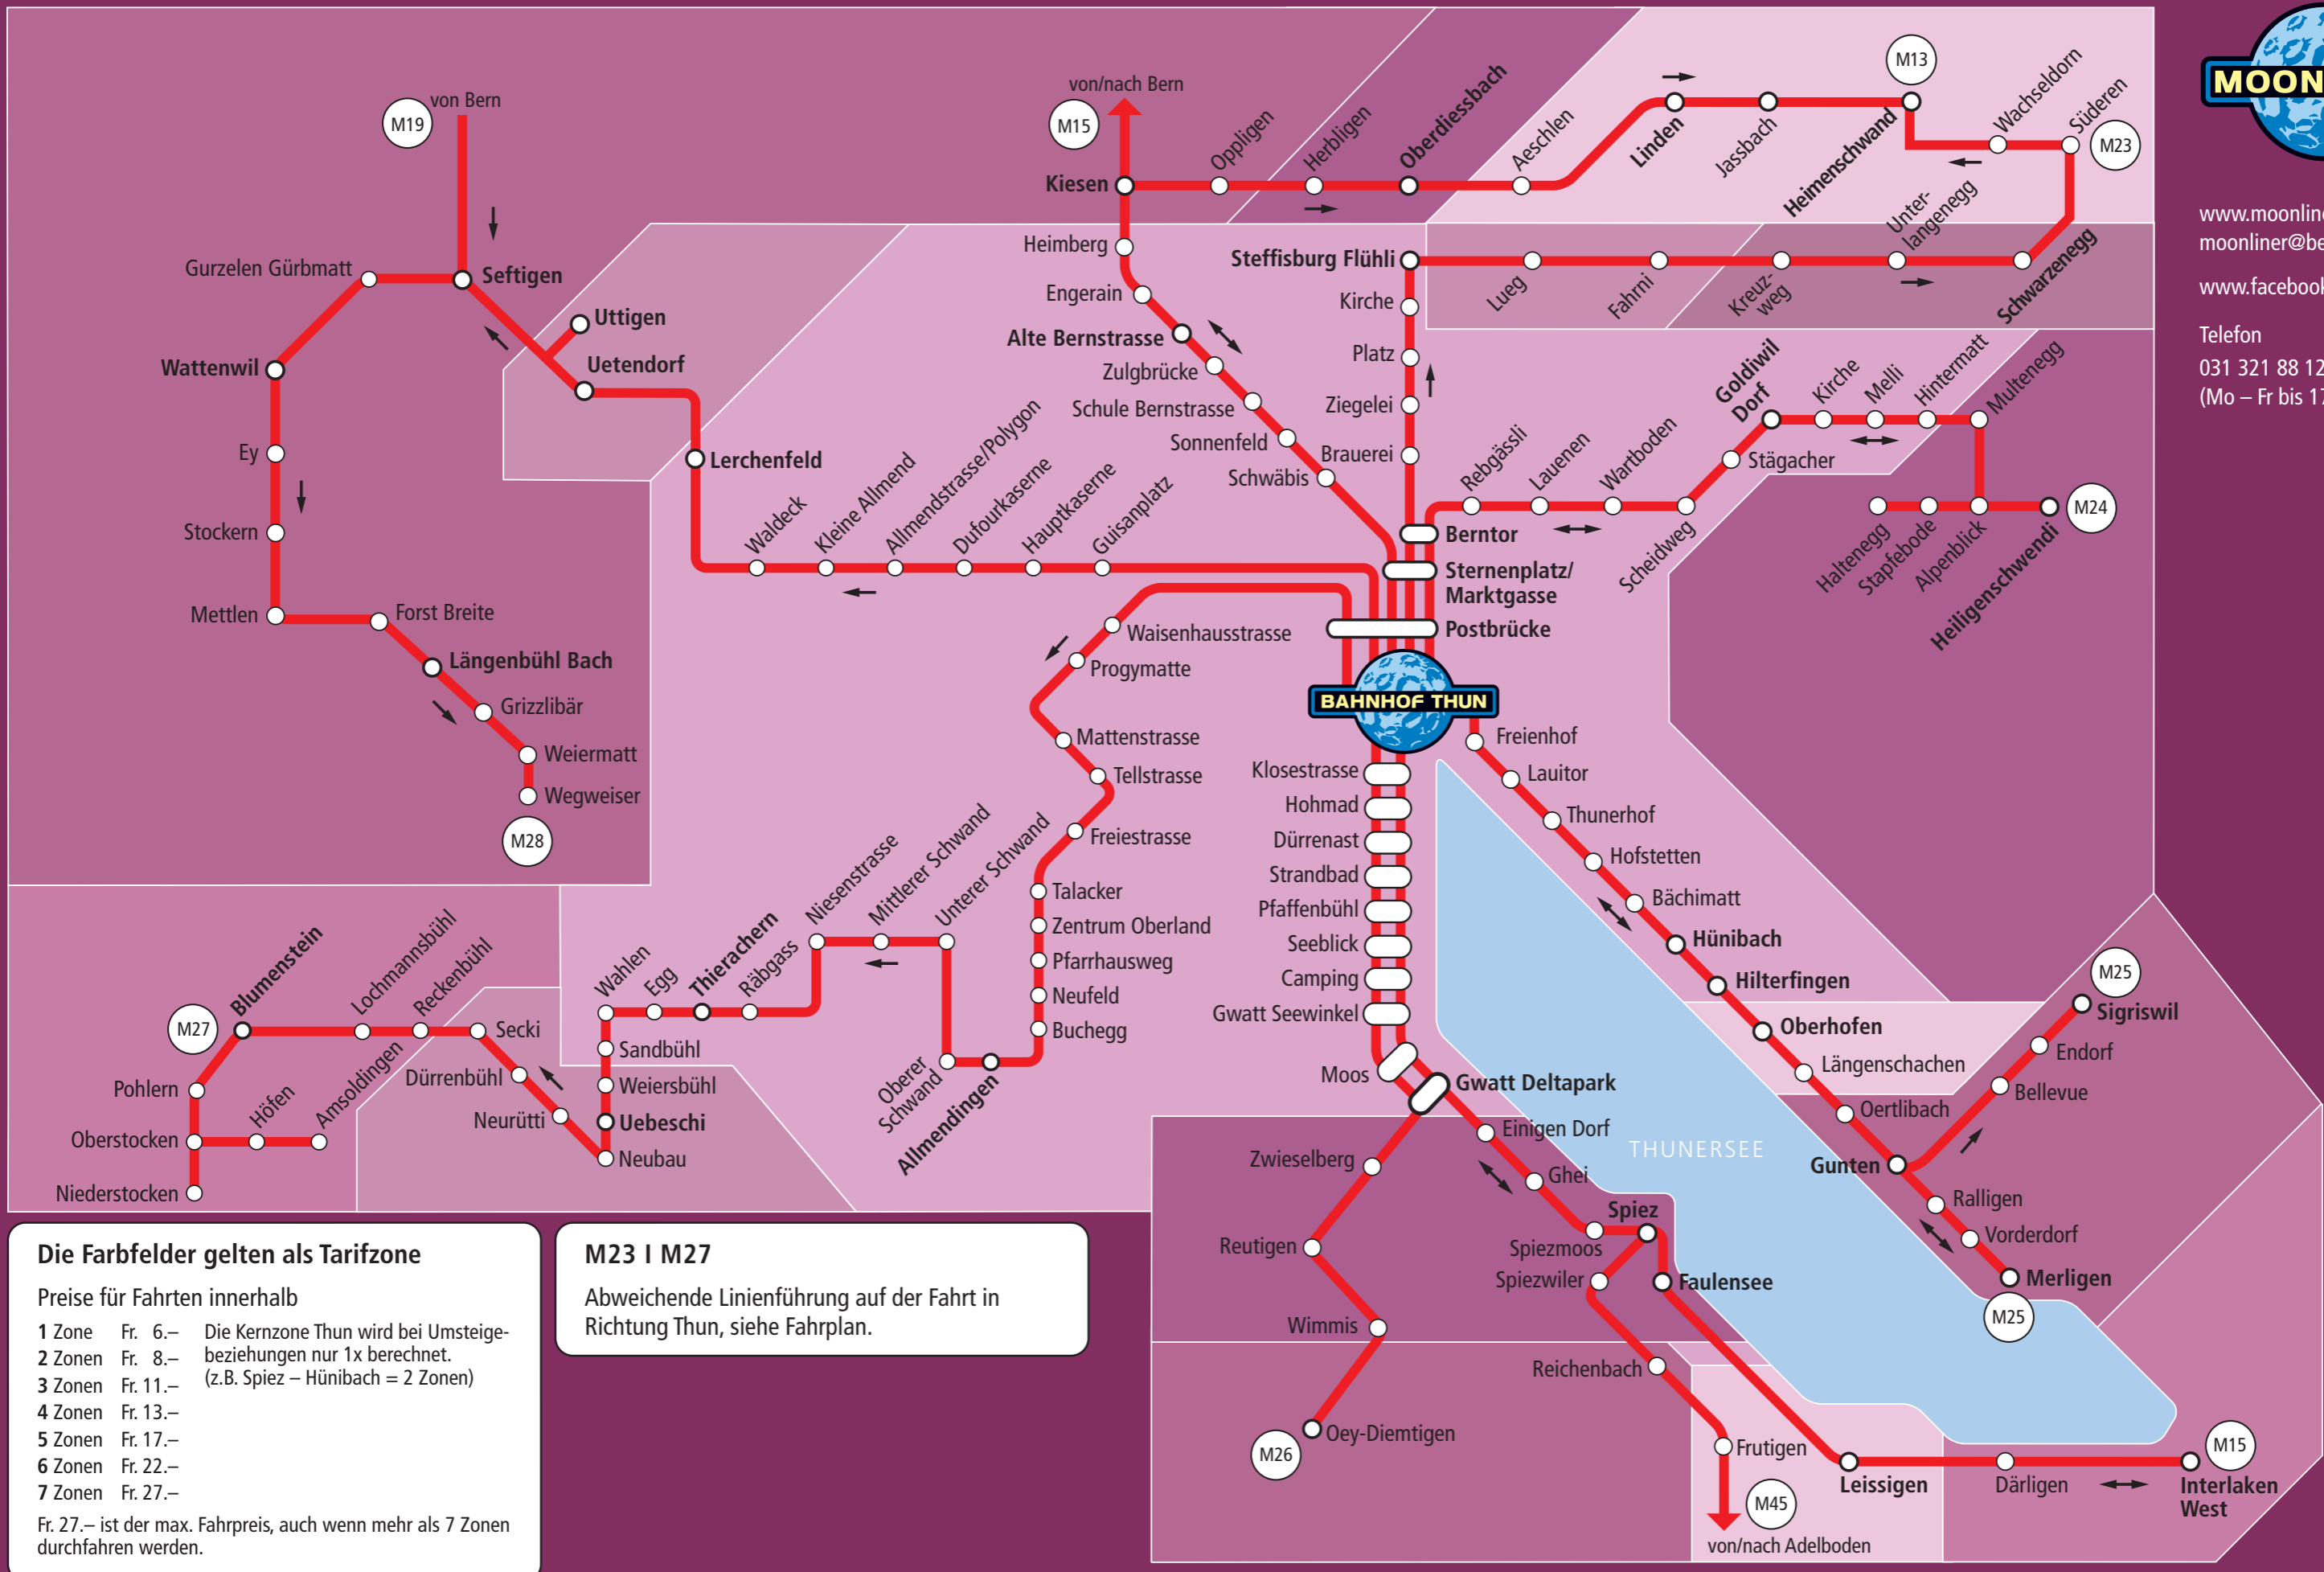 M19
von Bern
Seftigen
Gurzelen Gürbmatt
Wattenwil
Ey
Stockern
Mettlen
Forst Breite
Längenbühl Bach
Grizzlibär
Weiermatt
Wegweiser
M28
Uttigen
Uetendorf
Lerchenfeld
Waldeck
Kleine Allmend
Allmendstrasse/Polygon
Dufourkaserne
Hauptkaserne
Guisanplatz
von/nach Bern
M15
Kiesen
Oppligen
Herbligen
Oberdiessbach
Aeschlen
Linden
Jassbach
M13
Heimenschwand
Wachseldorn
Süderen
M23
Heimberg
Engerain
Alte Bernstrasse
Zulgbrücke
Schule Bernstrasse
Sonnenfeld
Schwäbis
Steffisburg Flühli
Kirche
Platz
Ziegelei
Brauerei
Lueg
Fahrni
Kreuz-
weg
Unter-
langenegg
Schwarzenegg
Berntor
Sternenplatz/
Marktgasse
Postbrücke
BAHNHOF THUN
Rebgässli
Lauenen
Wartboden
Scheidweg
Stägacher
Goldiwil
Dorf
Kirche
Melli
Hintermatt
Multenegg
Haltenegg
Stapfebode
Alpenblick
Heiligenschwendi
M24
Waisenhausstrasse
Progymatte
Mattenstrasse
Tellstrasse
Freiestrasse
Talacker
Zentrum Oberland
Pfarrhausweg
Neufeld
Buchegg
Allmendingen
Oberer
Schwand
Unterer Schwand
Mittlerer Schwand
Niesenstrasse
Räbgass
Thierachern
Egg
Wahlen
Sandbühl
Weiersbühl
Uebeschi
Neubau
Neurütti
Dürrenbühl
Secki
Reckenbühl
Lochmannsbühl
Blumenstein
M27
Pohlern
Oberstocken
Höfen
Amsoldingen
Niederstocken
Klosestrasse
Hohmad
Dürrenast
Strandbad
Pfaffenbühl
Seeblick
Camping
Gwatt Seewinkel
Moos
Gwatt Deltapark
Zwieselberg
Reutigen
Wimmis
Oey-Diemtigen
M26
Einigen Dorf
Ghei
Spiezmoos
Spiez
Spiezwiler
Faulensee
Reichenbach
Frutigen
M45
von/nach Adelboden
Leissigen
Därligen
Interlaken
West
M15
Freienhof
Lauitor
Thunerhof
Hofstetten
Bächimatt
Hünibach
Hilterfingen
Oberhofen
Längenschachen
Oertlibach
Gunten
Ralligen
Vorderdorf
Merligen
M25
Bellevue
Endorf
Sigriswil
M25
THUNERSEE
MOON
www.moonline
moonliner@be
www.facebook
Telefon
031 321 88 12
(Mo – Fr bis 17
Die Farbfelder gelten als Tarifzone
Preise für Fahrten innerhalb
1 Zone Fr. 6.–
2 Zonen Fr. 8.–
3 Zonen Fr. 11.–
4 Zonen Fr. 13.–
5 Zonen Fr. 17.–
6 Zonen Fr. 22.–
7 Zonen Fr. 27.–
Die Kernzone Thun wird bei Umsteige-
beziehungen nur 1x berechnet.
(z.B. Spiez – Hünibach = 2 Zonen)
Fr. 27.– ist der max. Fahrpreis, auch wenn mehr als 7 Zonen
durchfahren werden.
M23 I M27
Abweichende Linienführung auf der Fahrt in
Richtung Thun, siehe Fahrplan.